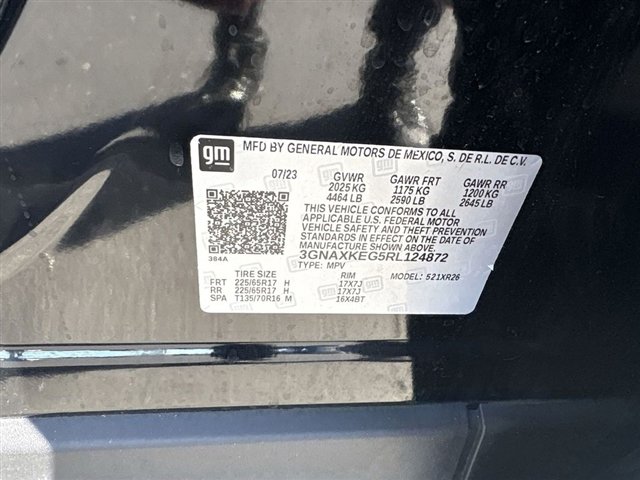 gm
MFD BY GENERAL MOTORS DE MEXICO, S. DE R.L. DE C.V.
07/23 GVWR GAWR FRT GAWR RR
2025 KG 1175 KG 1200 KG
4464 LB 2590 LB 2645 LB
THIS VEHICLE CONFORMS TO ALL
APPLICABLE U.S. FEDERAL MOTOR
VEHICLE SAFETY AND THEFT PREVENTION
STANDARDS IN EFFECT ON THE DATE OF
MANUFACTURE SHOWN ABOVE.
384A 3GNAXKEG5RL124872
TYPE: MPV 521XR26
TIRE SIZE RIM
FRT 225/65R17 H 17X7J
RR 225/65R17 H 17X7J
SPA T135/70R16 M 16X4BT